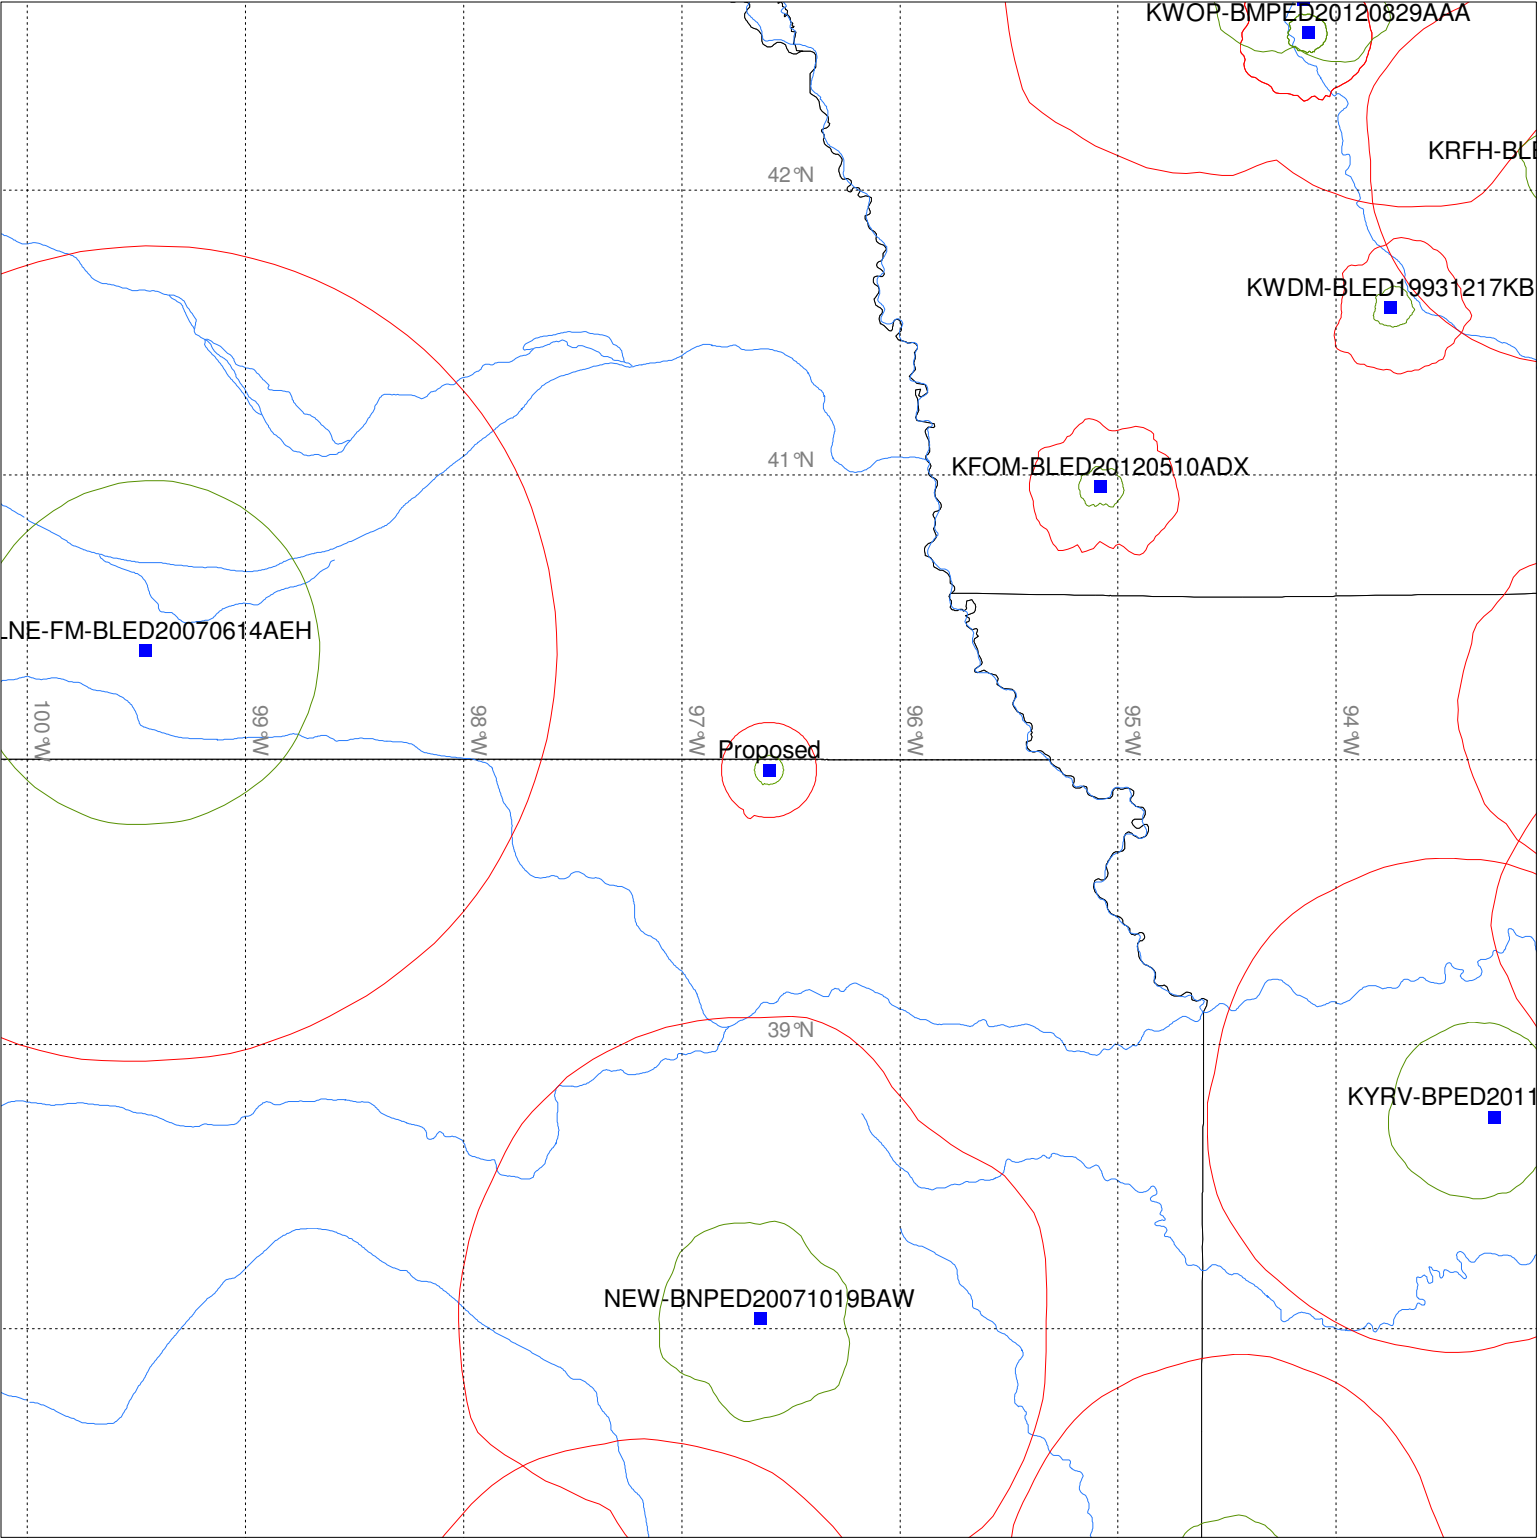 KWOP-BMPED20120829AAA
KRFH-BLE
42°N
KWDM-BLED19931217KB
41°N
KFOM-BLED20120510ADX
LNE-FM-BLED20070614AEH
100°W
99°W
98°W
97°W
96°W
95°W
94°W
Proposed
39°N
KYRV-BPED2011
NEW-BNPED20071019BAW